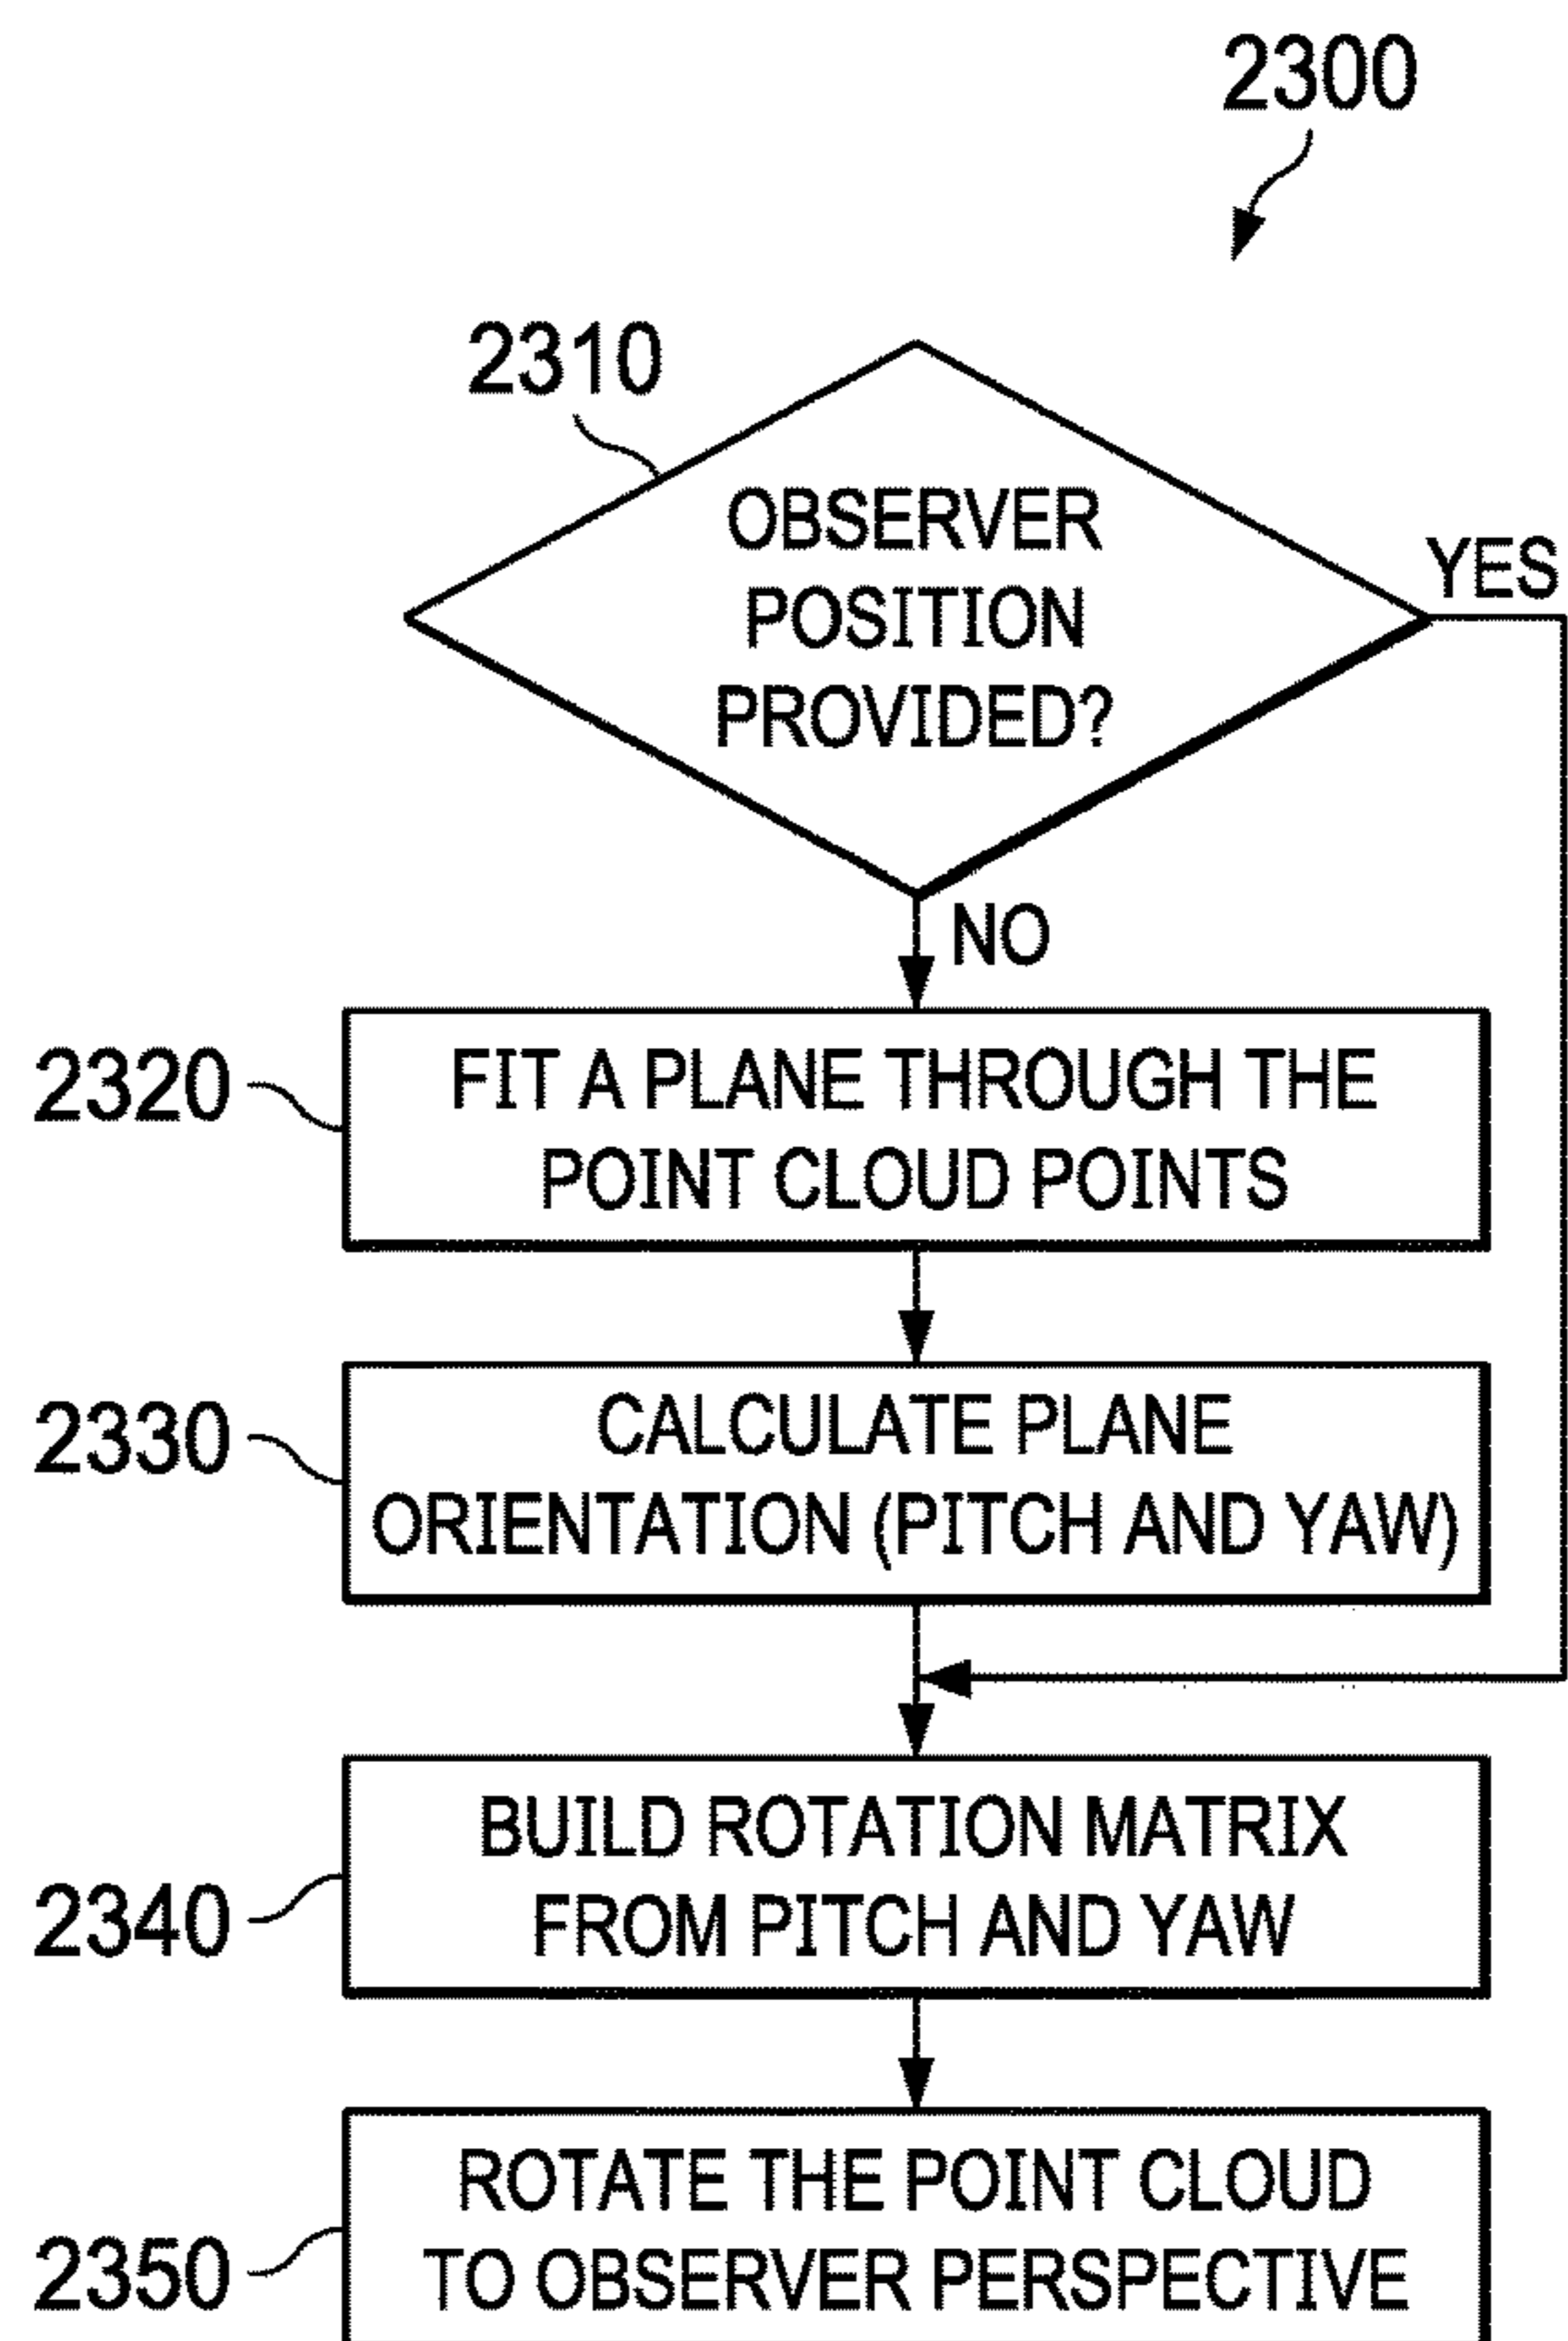 2300
2310
OBSERVER
POSITION
PROVIDED?
YES
NO
2320
FIT A PLANE THROUGH THE
POINT CLOUD POINTS
2330
CALCULATE PLANE
ORIENTATION (PITCH AND YAW)
2340
BUILD ROTATION MATRIX
FROM PITCH AND YAW
2350
ROTATE THE POINT CLOUD
TO OBSERVER PERSPECTIVE